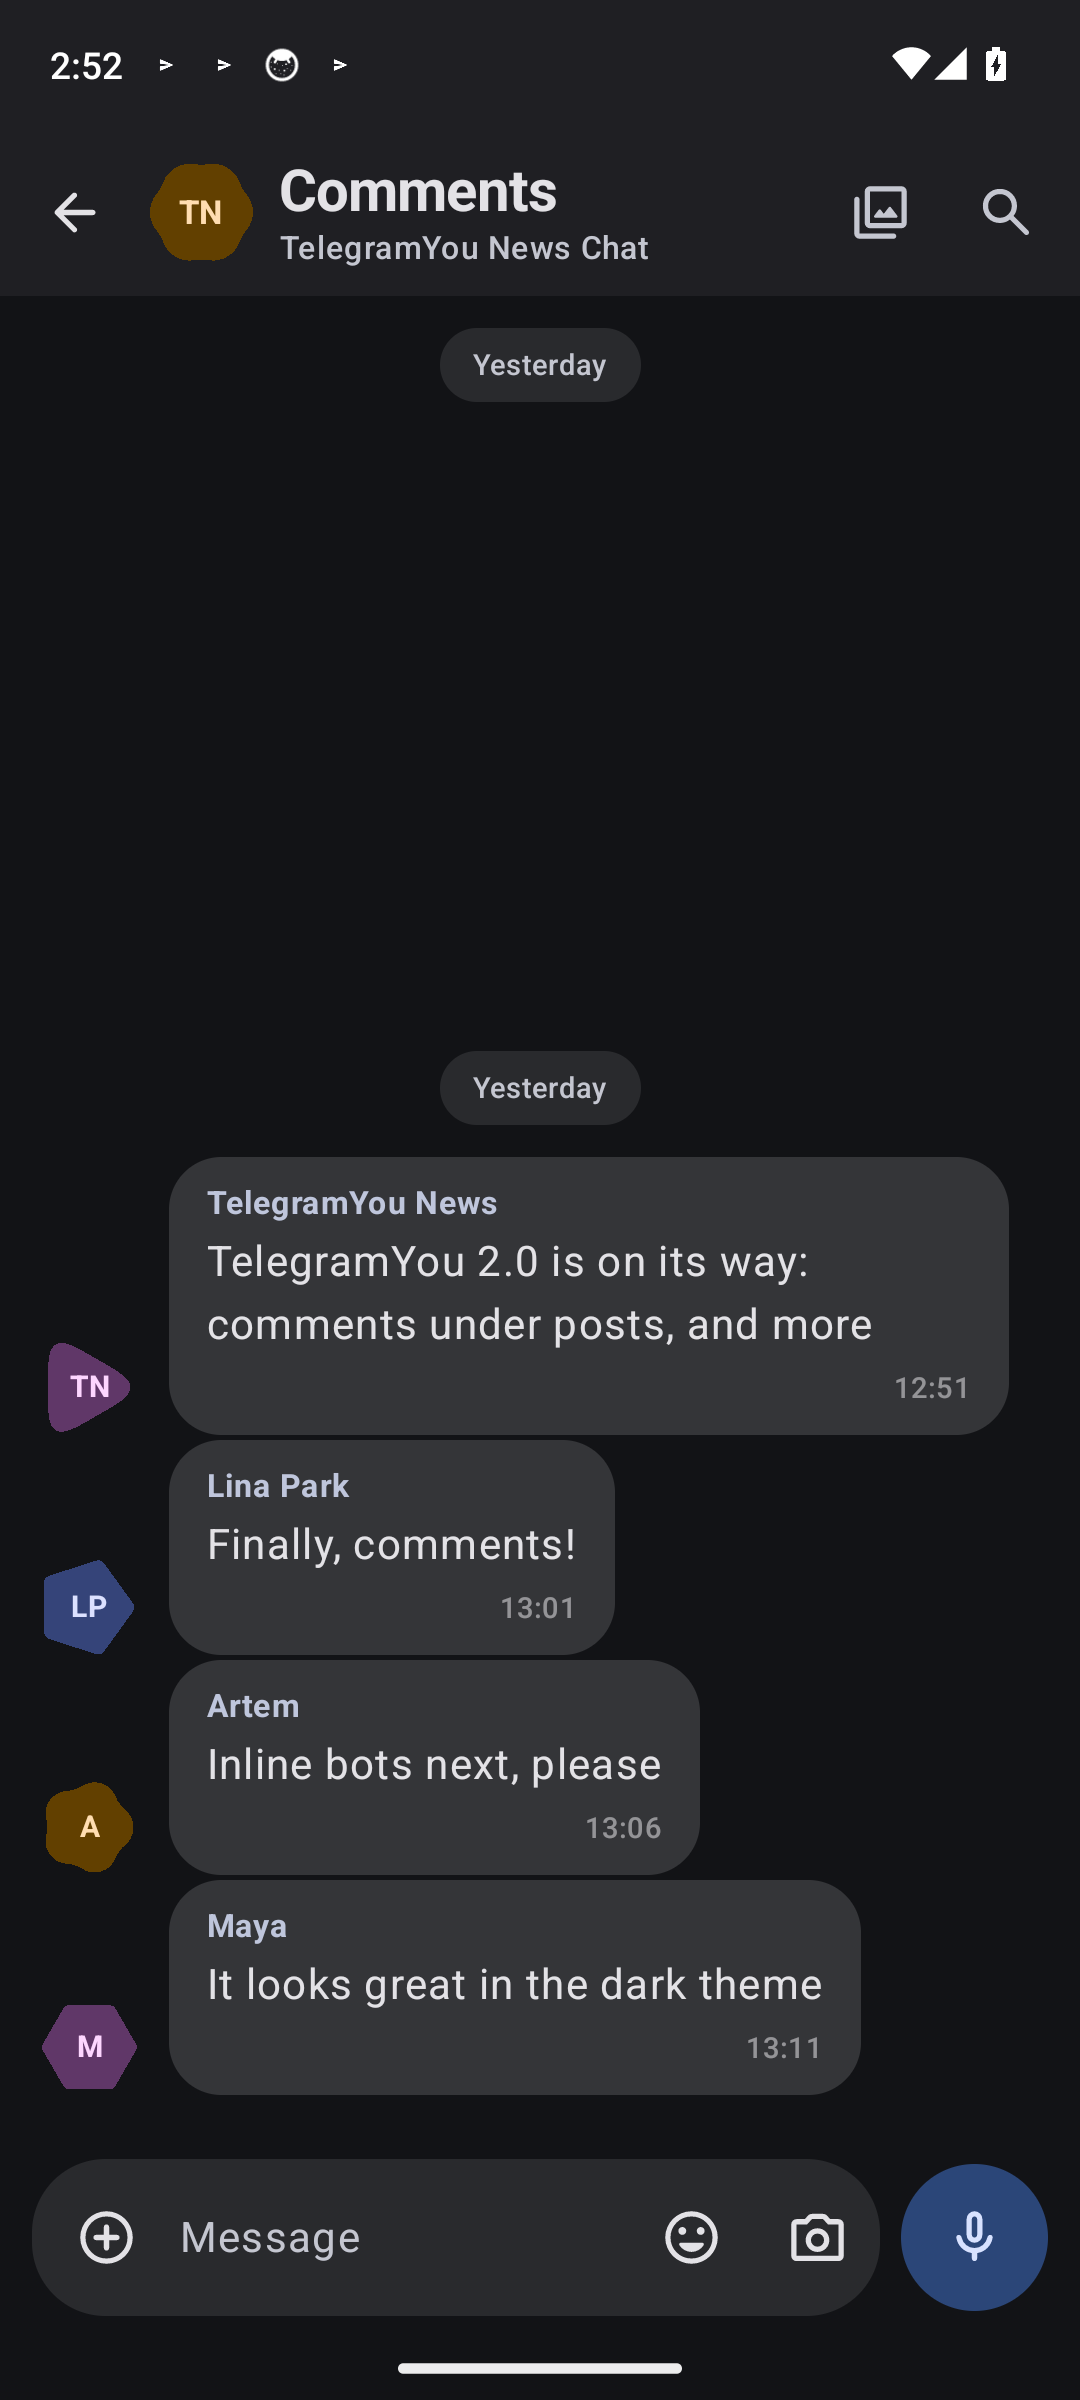 2:52
TN
Comments
TelegramYou News Chat
Yesterday
Yesterday
TelegramYou News
TelegramYou 2.0 is on its way:
comments under posts, and more
12:51
TN
Lina Park
Finally, comments!
13:01
LP
Artem
Inline bots next, please
13:06
A
Maya
It looks great in the dark theme
13:11
M
Message